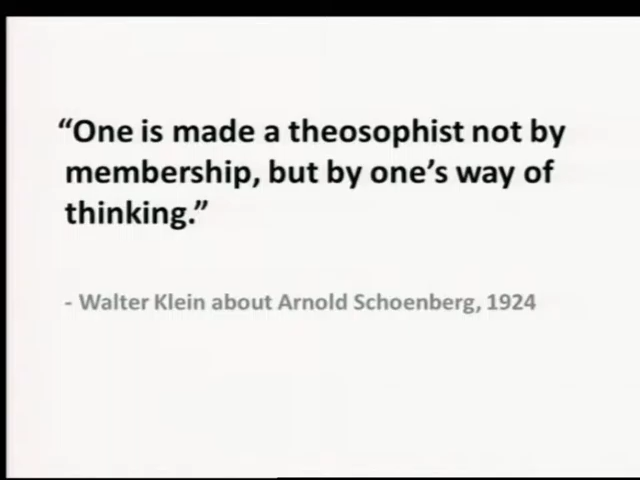 “One is made a theosophist not by
membership, but by one’s way of
thinking.”
- Walter Klein about Arnold Schoenberg, 1924